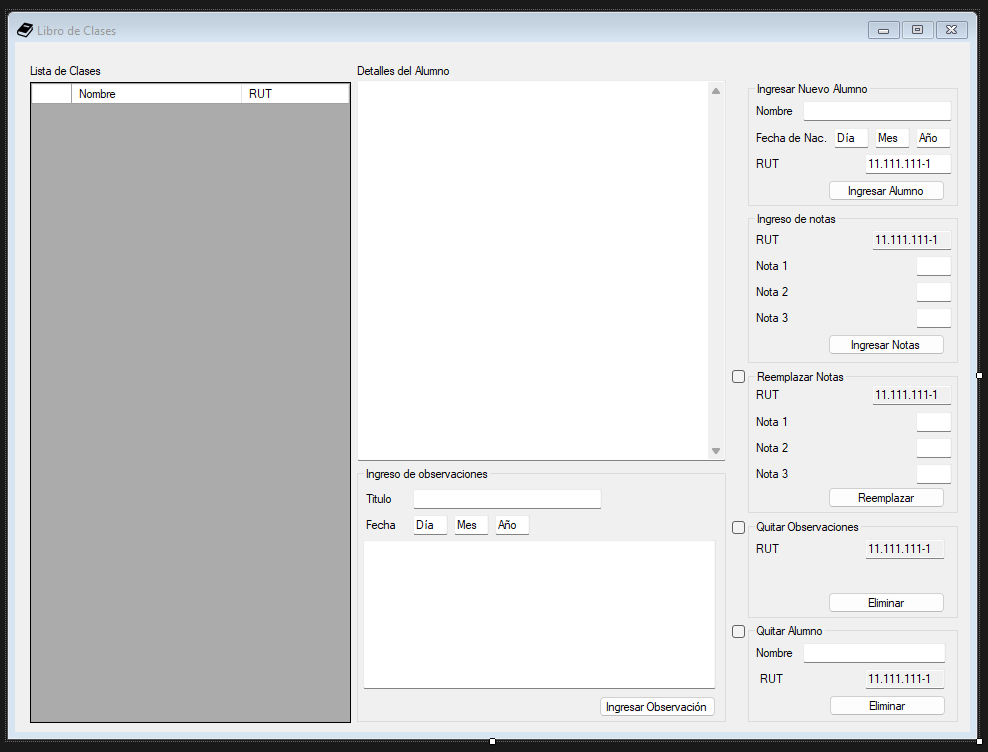 Libro de Clases
Lista de Clases
Nombre RUT
Detalles del Alumno
Ingreso de observaciones
Titulo
Fecha Día Mes Año
Ingresar Observación
Ingresar Nuevo Alumno
Nombre
Fecha de Nac. Día Mes Año
RUT 11.111.111-1
Ingresar Alumno
Ingreso de notas
RUT 11.111.111-1
Nota 1
Nota 2
Nota 3
Ingresar Notas
Reemplazar Notas
RUT 11.111.111-1
Nota 1
Nota 2
Nota 3
Reemplazar
Quitar Observaciones
RUT 11.111.111-1
Eliminar
Quitar Alumno
Nombre
RUT 11.111.111-1
Eliminar